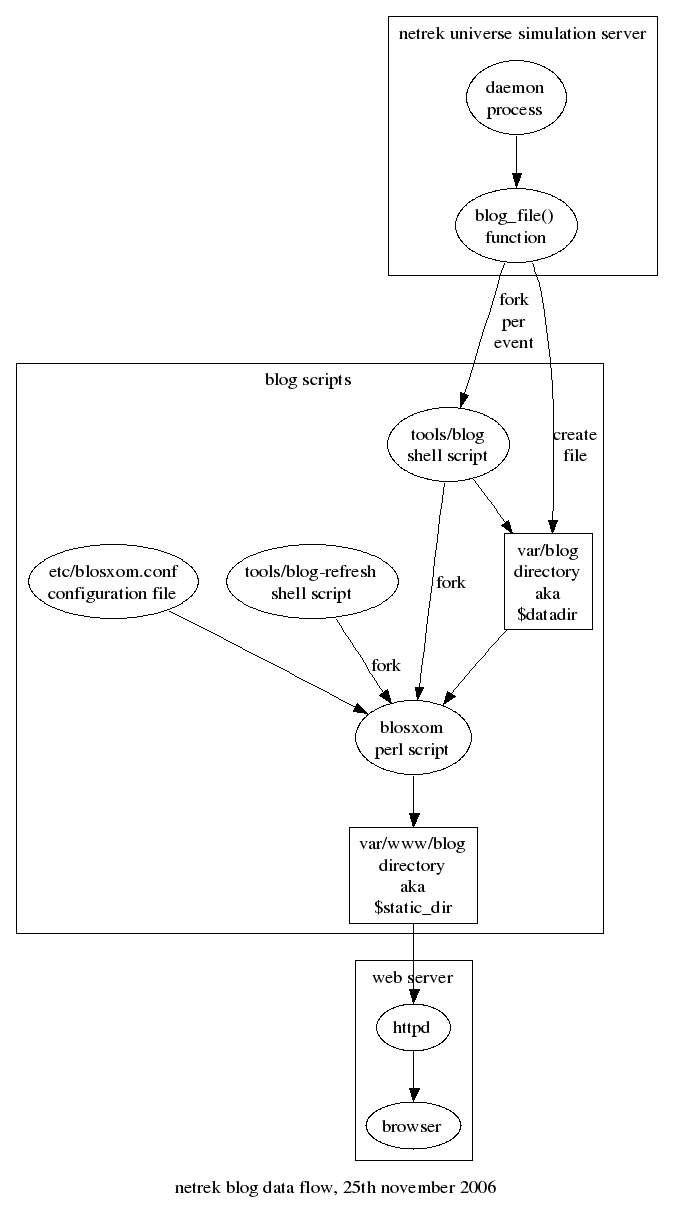 netrek universe simulation server
daemon
process
blog_file()
function
fork
per
event
blog scripts
tools/blog
shell script
create
file
var/blog
directory
aka
$datadir
etc/blosxom.conf
configuration file
tools/blog-refresh
shell script
fork
fork
blosxom
perl script
var/www/blog
directory
aka
$static_dir
web server
httpd
browser
netrek blog data flow, 25th november 2006